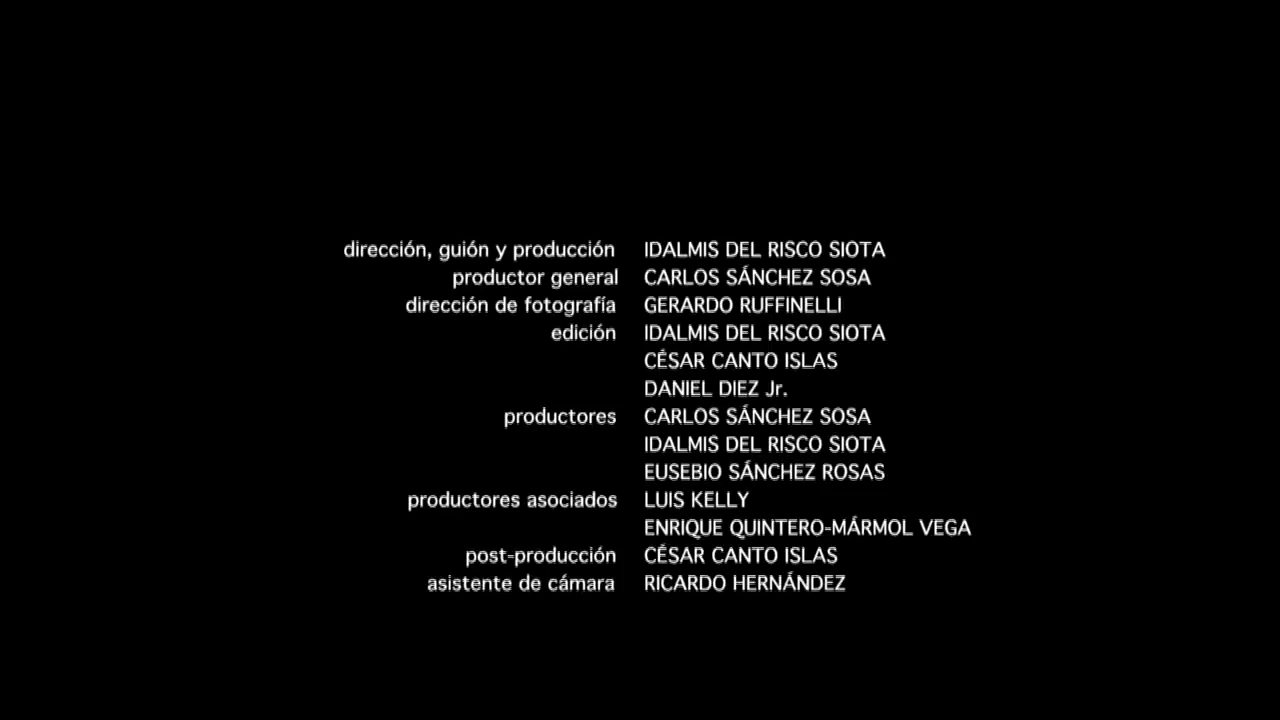 dirección, guión y producción IDALMIS DEL RISCO SIOTA
productor general CARLOS SÁNCHEZ SOSA
dirección de fotografía GERARDO RUFFINELLI
edición IDALMIS DEL RISCO SIOTA
CÉSAR CANTO ISLAS
DANIEL DIEZ Jr.
productores CARLOS SÁNCHEZ SOSA
IDALMIS DEL RISCO SIOTA
EUSEBIO SÁNCHEZ ROSAS
productores asociados LUIS KELLY
ENRIQUE QUINTERO-MÁRMOL VEGA
post-producción CÉSAR CANTO ISLAS
asistente de cámara RICARDO HERNÁNDEZ